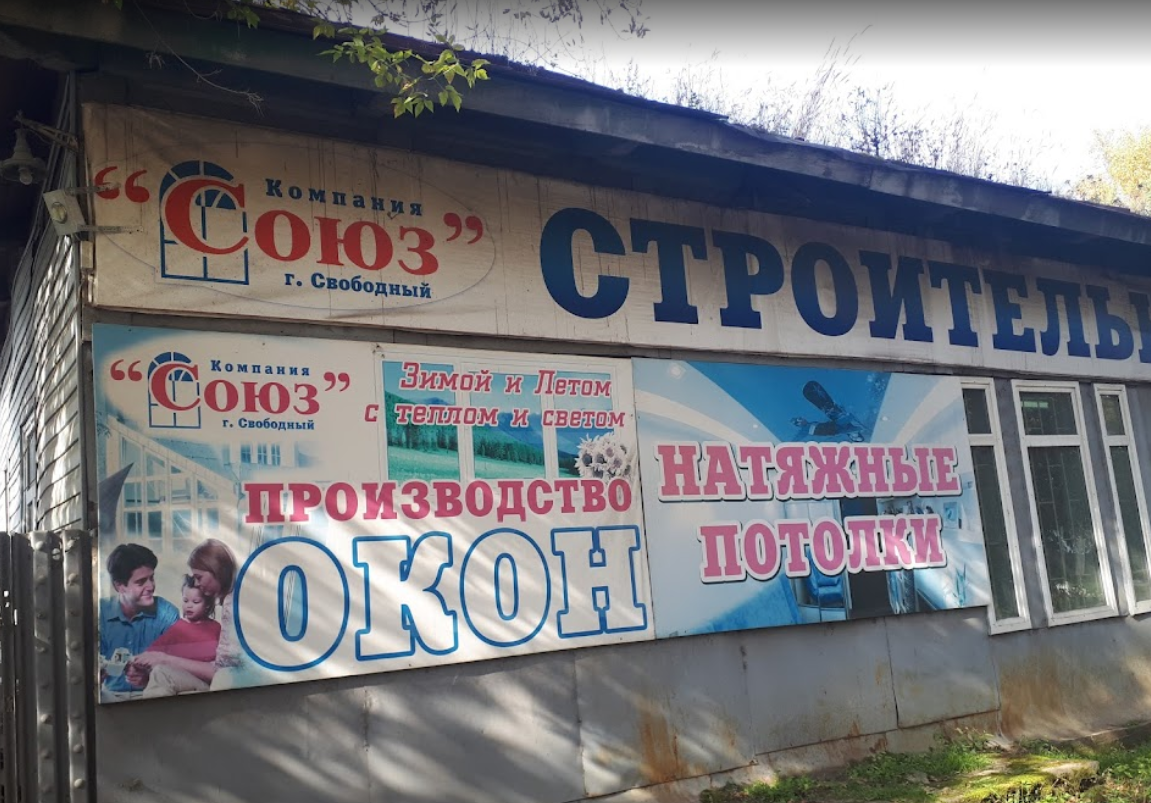 Компания
“Союз”
г. Свободный
СТРОИТЕЛЬ
“Союз”
Компания
г. Свободный
Зимой и Летом
с теплом и светом
ПРОИЗВОДСТВО
ОКОН
НАТЯЖНЫЕ
ПОТОЛКИ